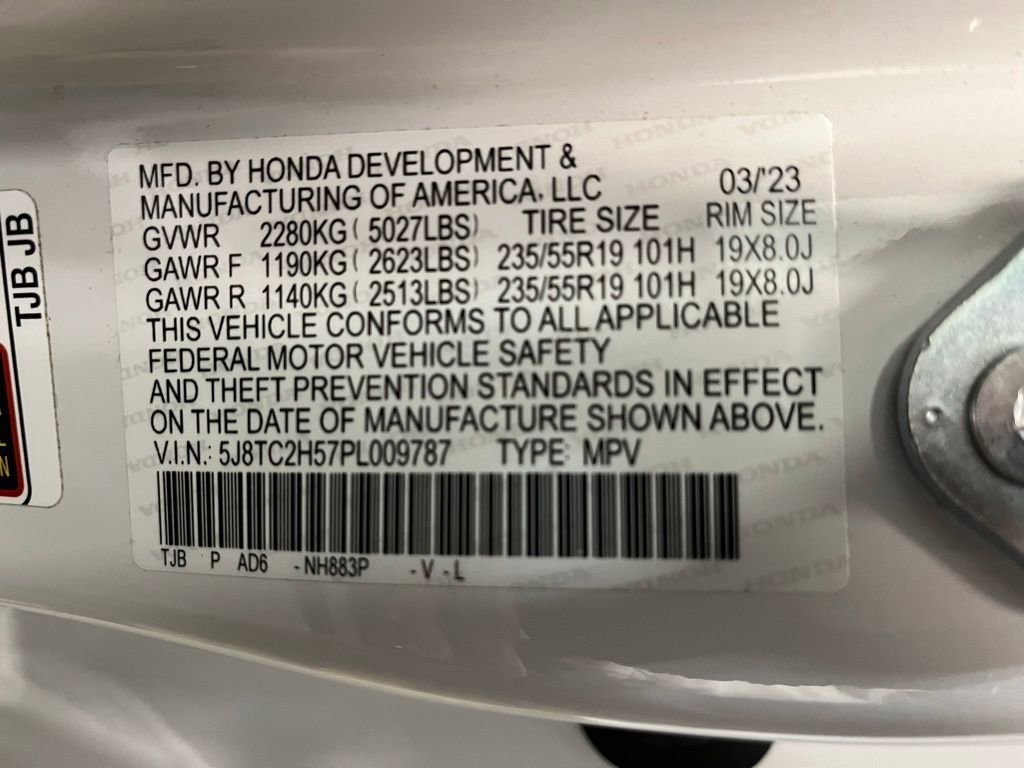 MFD. BY HONDA DEVELOPMENT &
MANUFACTURING OF AMERICA, LLC 03/'23
GVWR 2280KG ( 5027LBS) TIRE SIZE RIM SIZE
GAWR F 1190KG ( 2623LBS) 235/55R19 101H 19X8.0J
GAWR R 1140KG ( 2513LBS) 235/55R19 101H 19X8.0J
THIS VEHICLE CONFORMS TO ALL APPLICABLE
FEDERAL MOTOR VEHICLE SAFETY
AND THEFT PREVENTION STANDARDS IN EFFECT
ON THE DATE OF MANUFACTURE SHOWN ABOVE.
V.I.N.: 5J8TC2H57PL009787 TYPE: MPV
TJB P AD6 - NH883P - V - L
TJB JB